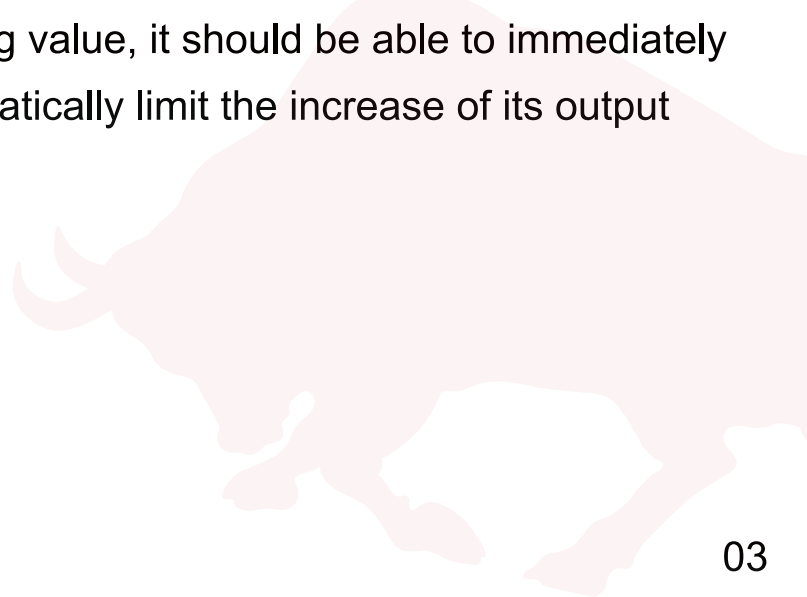 g value, it should be able to immediately
atically limit the increase of its output
03